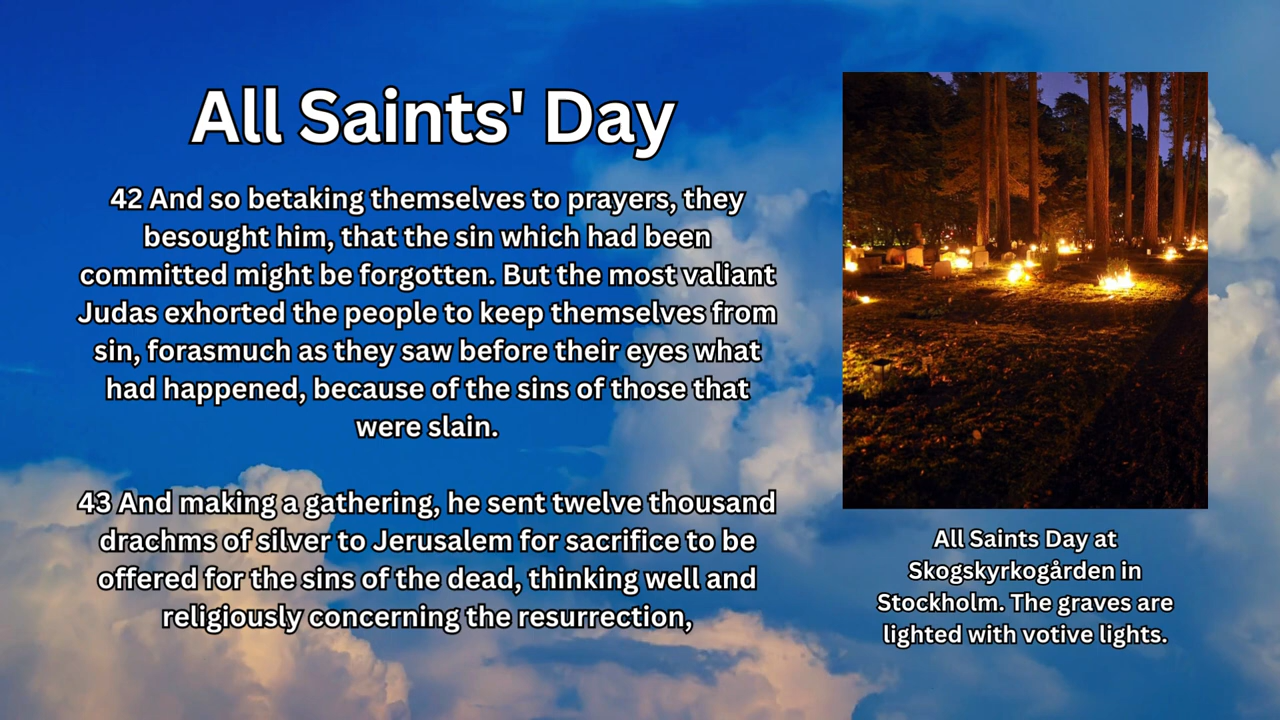 All Saints' Day
42 And so betaking themselves to prayers, they
besought him, that the sin which had been
committed might be forgotten. But the most valiant
Judas exhorted the people to keep themselves from
sin, forasmuch as they saw before their eyes what
had happened, because of the sins of those that
were slain.
43 And making a gathering, he sent twelve thousand
drachms of silver to Jerusalem for sacrifice to be
offered for the sins of the dead, thinking well and
religiously concerning the resurrection,
All Saints Day at
Skogskyrkogården in
Stockholm. The graves are
lighted with votive lights.